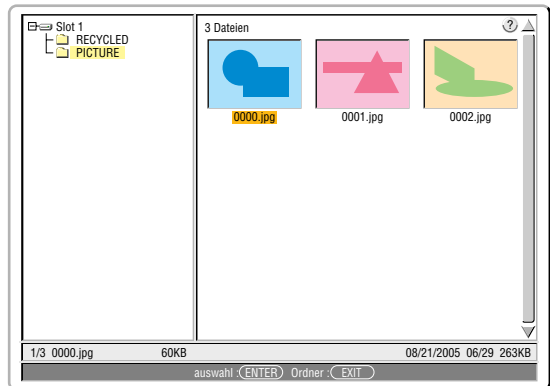 Slot 1
RECYCLED
PICTURE
3 Dateien
?
0000.jpg 0001.jpg 0002.jpg
1/3 0000.jpg 60KB 08/21/2005 06/29 263KB
auswahl :(ENTER) Ordner :( EXIT )